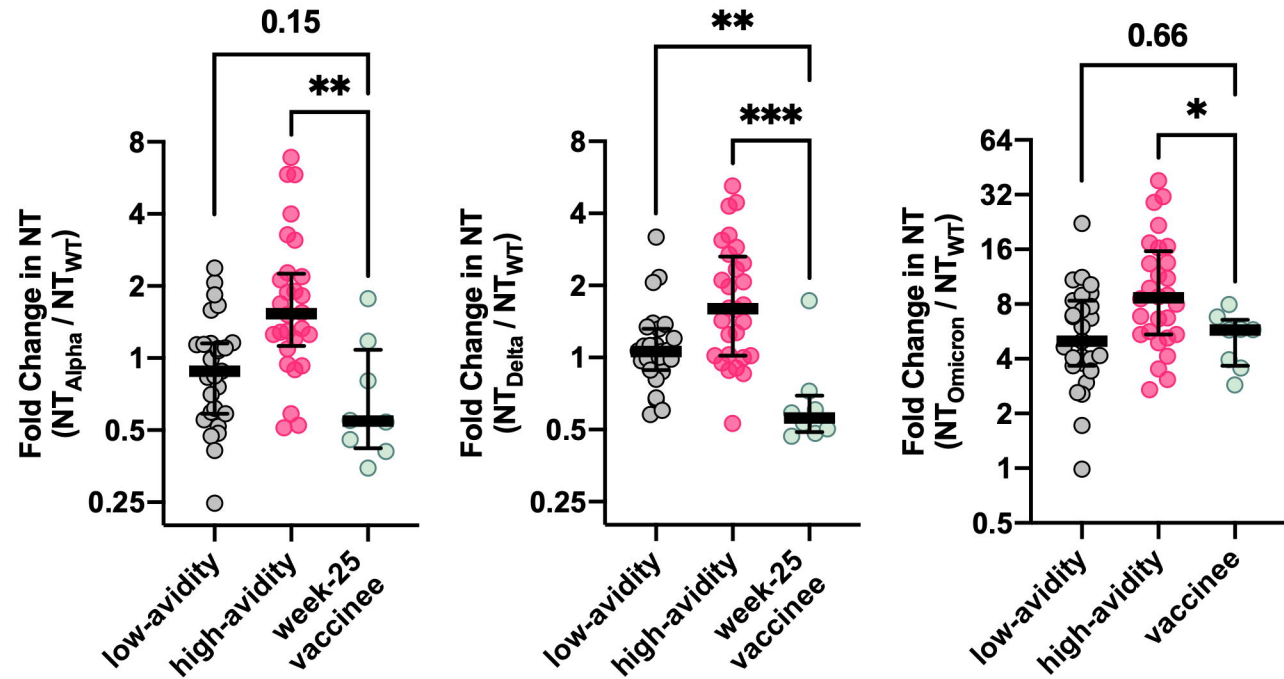 0.15
**
8
4
2
1
0.5
0.25
Fold Change in NT
(NTAlpha / NTWT)
low-avidity
high-avidity
week-25
vaccinee
**
***
8
4
2
1
0.5
0.25
Fold Change in NT
(NTDelta / NTWT)
low-avidity
high-avidity
week-25
vaccinee
0.66
*
64
32
16
8
4
2
1
0.5
Fold Change in NT
(NTOmicron / NTWT)
low-avidity
high-avidity
vaccinee